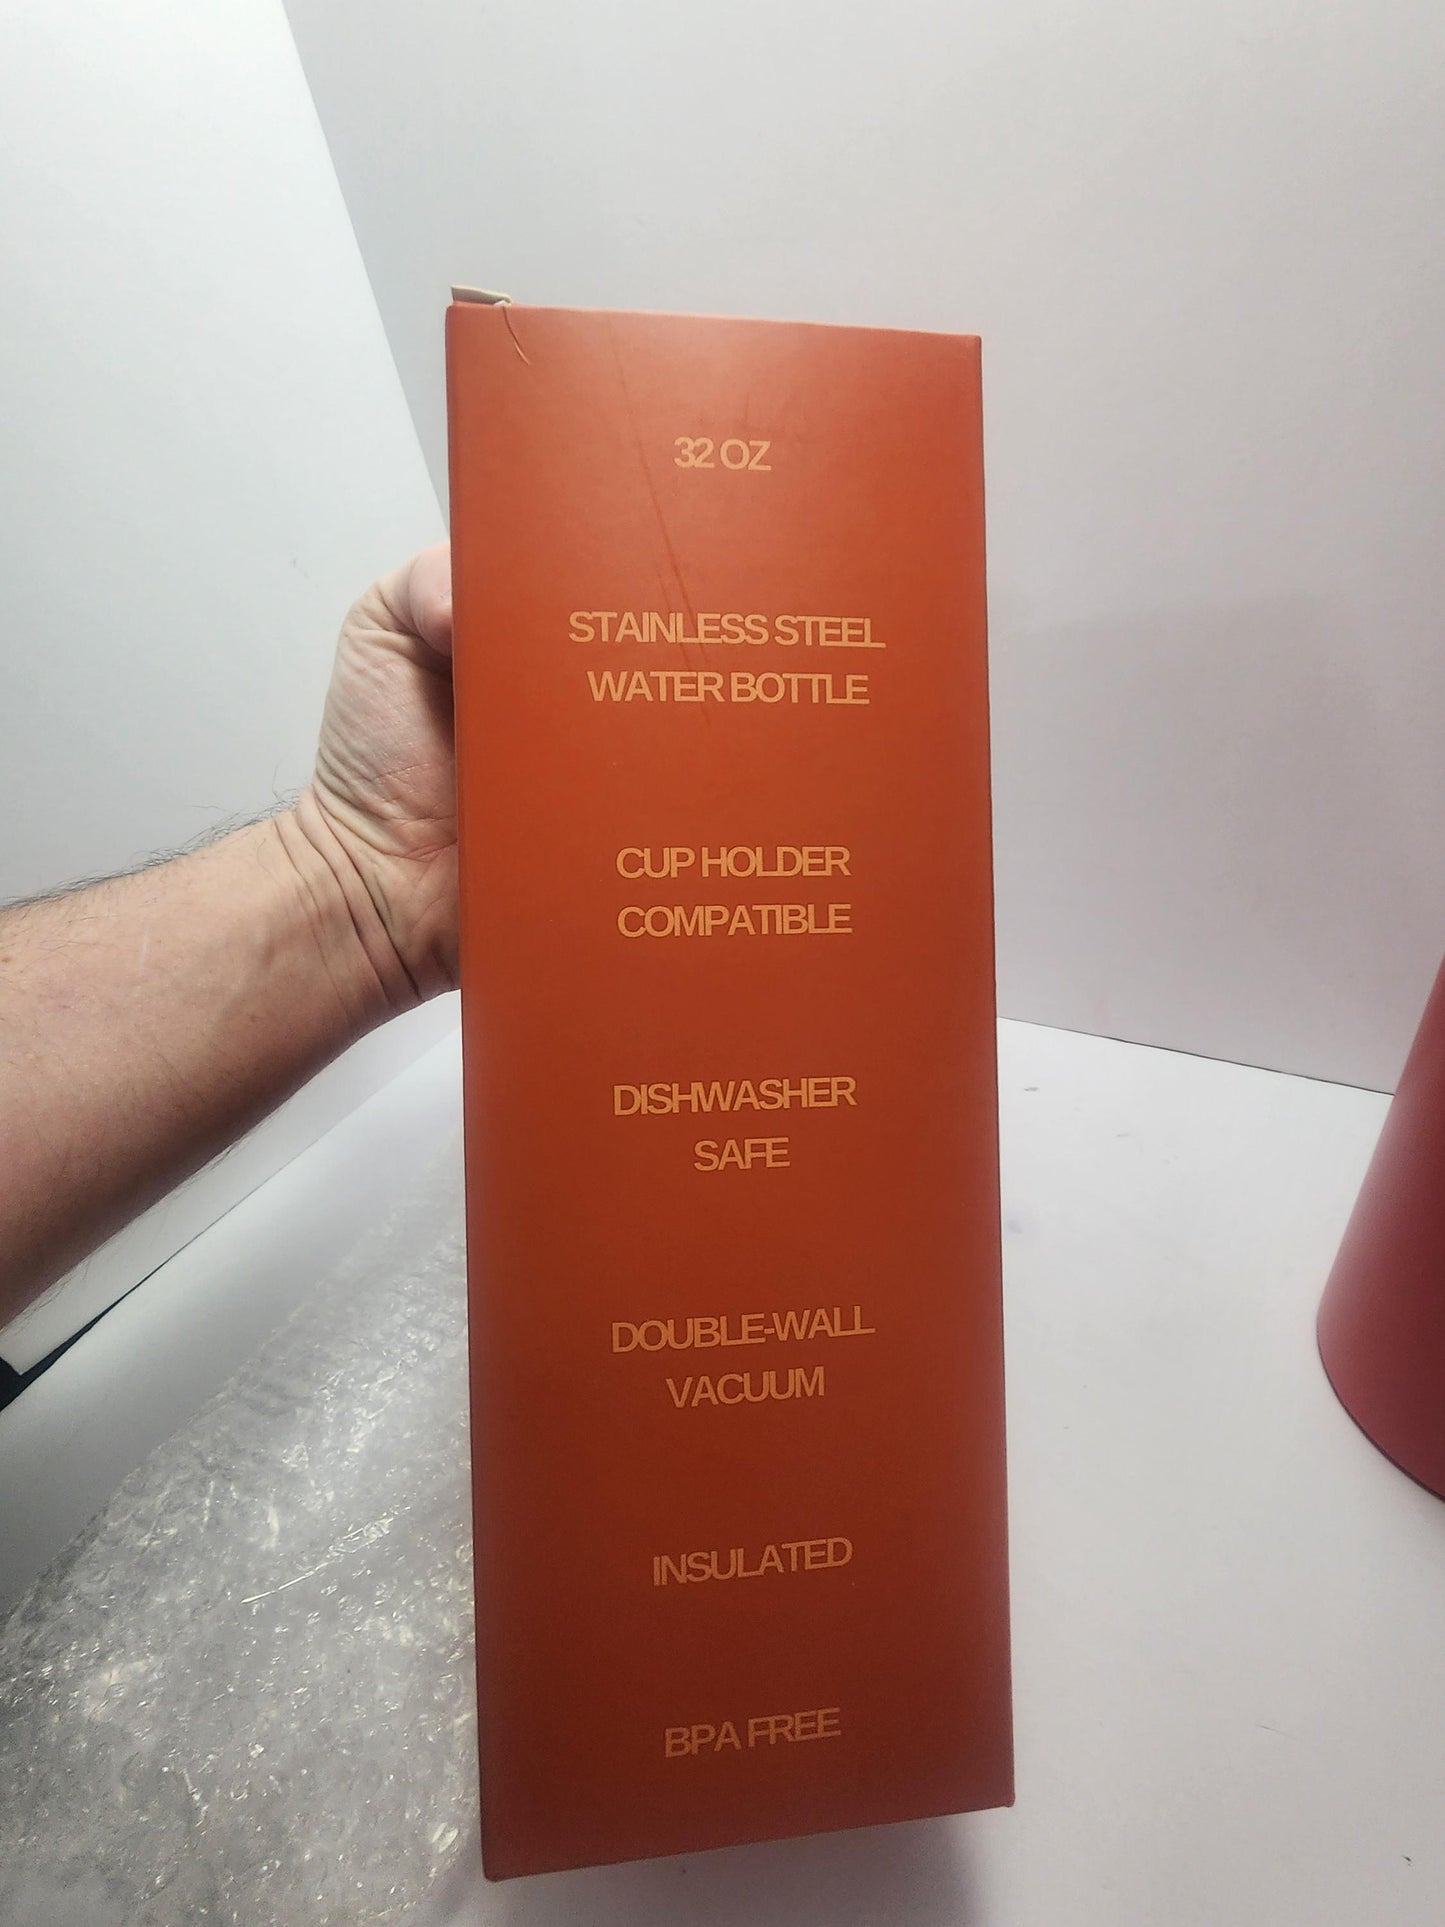 32 OZ
STAINLESS STEEL
WATER BOTTLE
CUP HOLDER
COMPATIBLE
DISHWASHER
SAFE
DOUBLE-WALL
VACUUM
INSULATED
BPA FREE